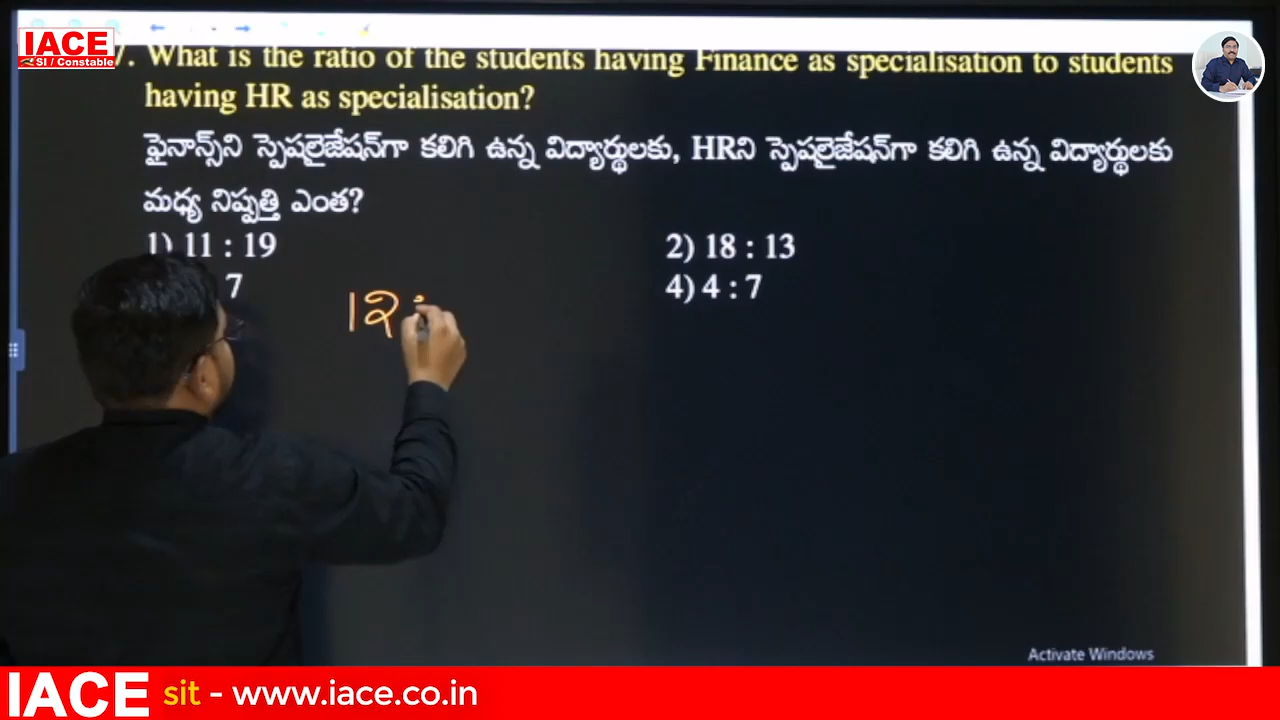 IACE
SI / Constable
7. What is the ratio of the students having Finance as specialisation to students
having HR as specialisation?
ఫైనాన్స్‌ని స్పెషలైజేషన్‌గా కలిగి ఉన్న విద్యార్థులకు, HRని స్పెషలైజేషన్‌గా కలిగి ఉన్న విద్యార్థులకు
మధ్య నిష్పత్తి ఎంత?
1) 11 : 19 2) 18 : 13
7 4) 4 : 7
12 :
Activate Windows
IACE sit - www.iace.co.in